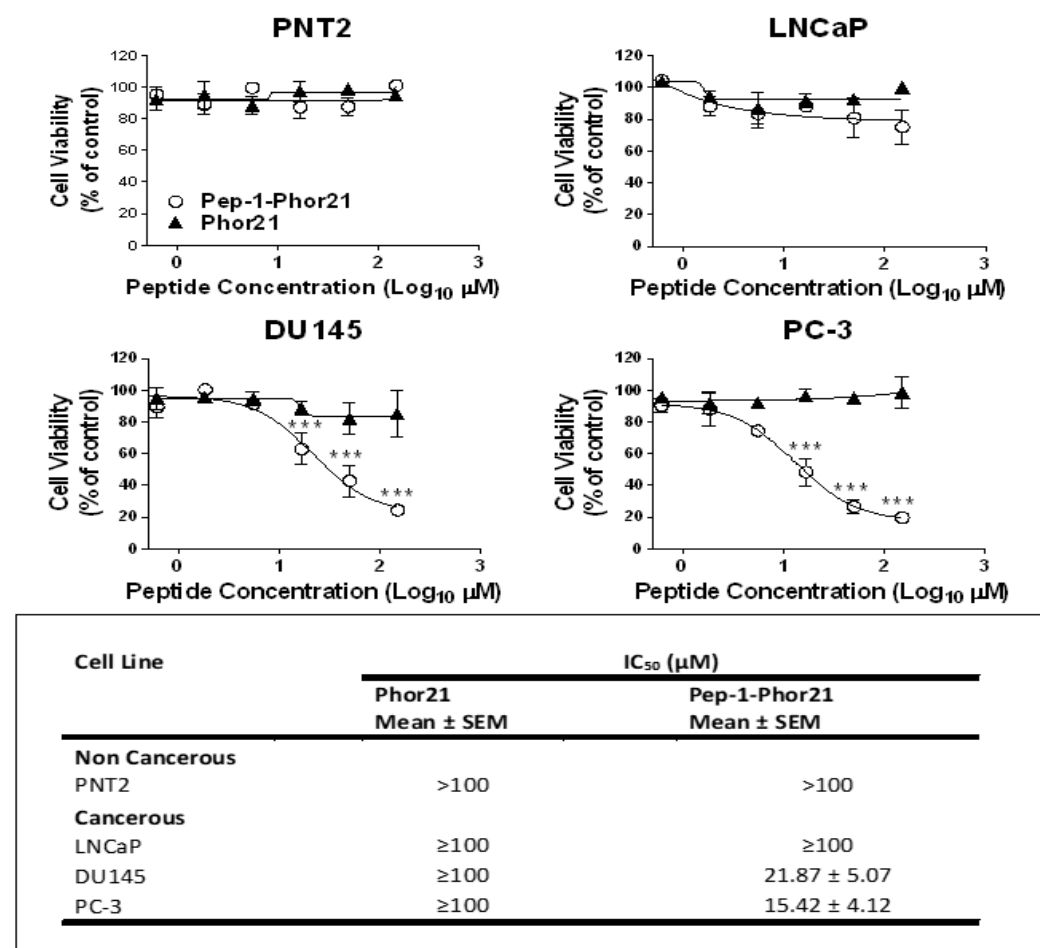 PNT2
120
100
80
60
40
20
0
Cell Viability
(% of control)
Pep-1-Phor21
Phor21
0 1 2 3
Peptide Concentration (Log10 µM)
LNCaP
120
100
80
60
40
20
0
Cell Viability
(% of control)
0 1 2 3
Peptide Concentration (Log10 µM)
DU145
120
100
80
60
40
20
0
Cell Viability
(% of control)
***
***
***
0 1 2 3
Peptide Concentration (Log10 µM)
PC-3
120
100
80
60
40
20
0
Cell Viability
(% of control)
***
***
***
0 1 2 3
Peptide Concentration (Log10 µM)
Cell Line IC50 (µM)
Phor21 Pep-1-Phor21
Mean ± SEM Mean ± SEM
Non Cancerous
PNT2 >100 >100
Cancerous
LNCaP ≥100 ≥100
DU145 ≥100 21.87 ± 5.07
PC-3 ≥100 15.42 ± 4.12